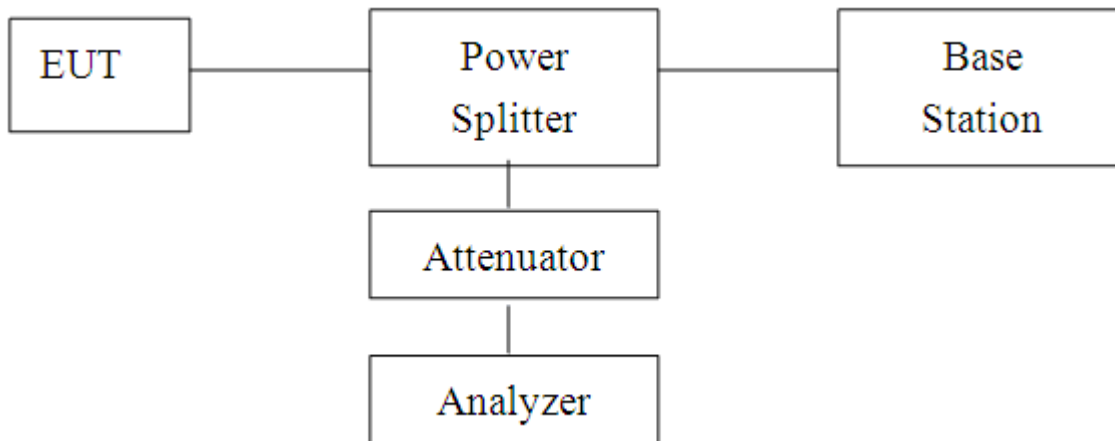 EUT
Power
Splitter
Base
Station
Attenuator
Analyzer